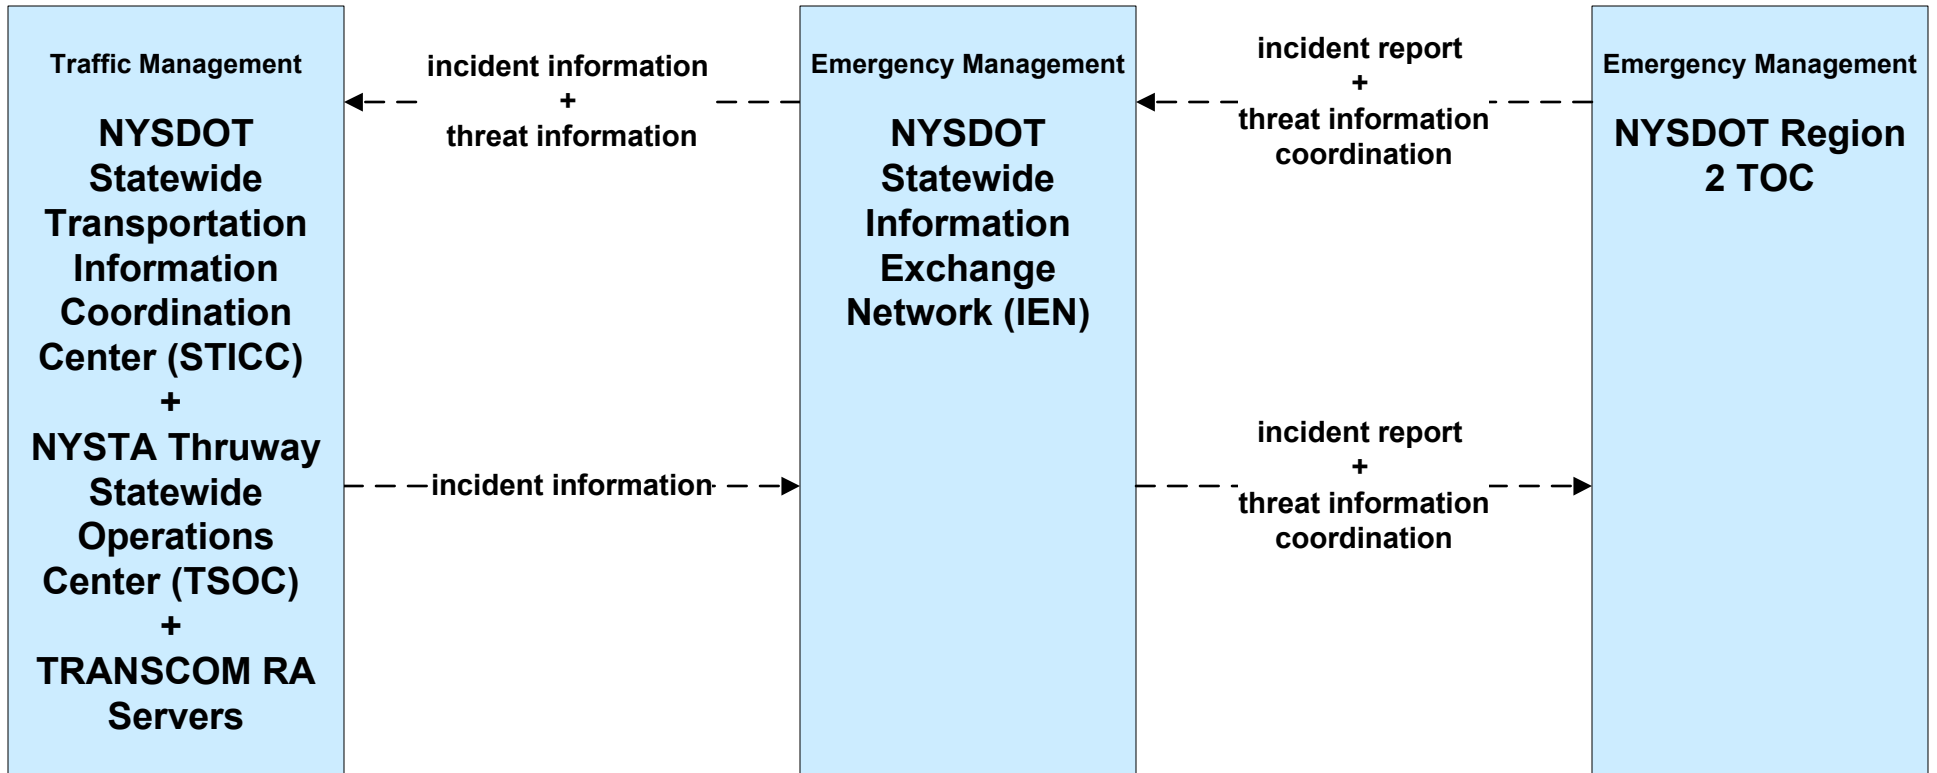 Traffic Management
NYSDOT
Statewide
Transportation
Information
Coordination
Center (STICC)
+
NYSTA Thruway
Statewide
Operations
Center (TSOC)
+
TRANSCOM RA
Servers
incident information
+
threat information
incident information
Emergency Management
NYSDOT
Statewide
Information
Exchange
Network (IEN)
incident report
+
threat information
coordination
incident report
+
threat information
coordination
Emergency Management
NYSDOT Region
2 TOC